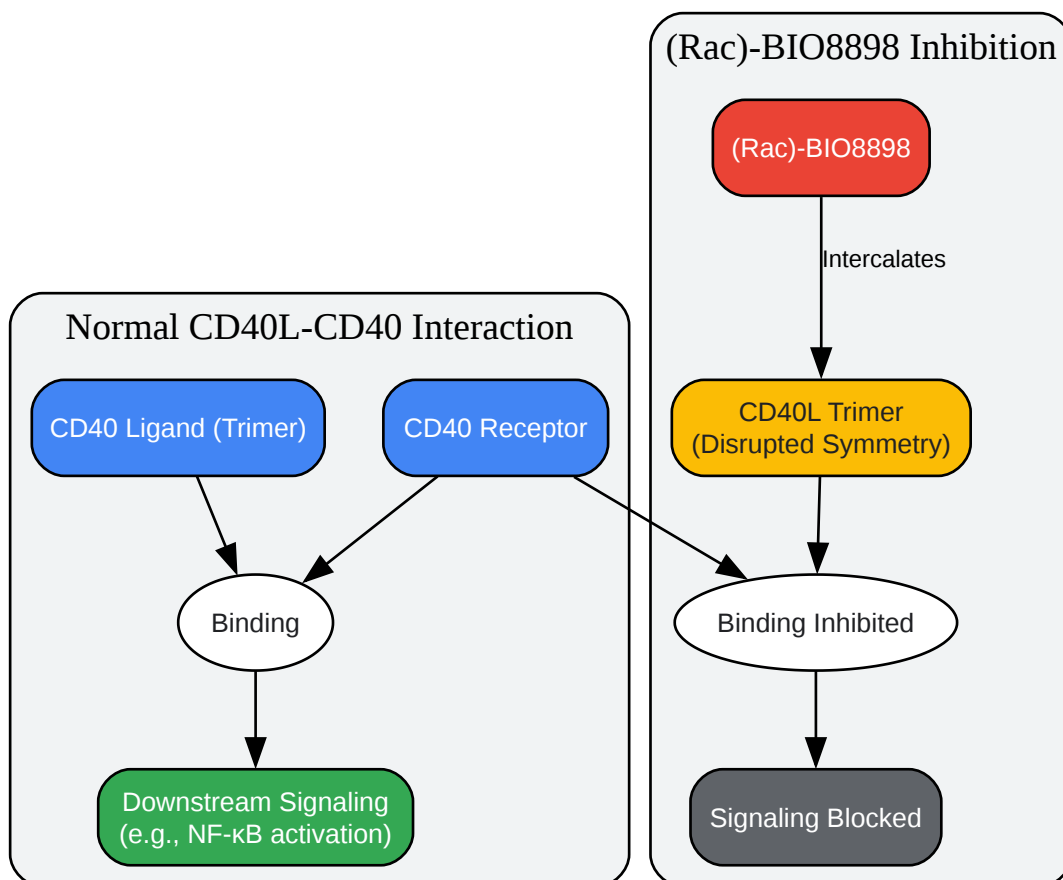 (Rac)-BIO8898 Inhibition
(Rac)-BIO8898
Intercalates
Normal CD40L-CD40 Interaction
CD40 Ligand (Trimer)
CD40 Receptor
CD40L Trimer
(Disrupted Symmetry)
Binding
Binding Inhibited
Downstream Signaling
(e.g., NF-κB activation)
Signaling Blocked